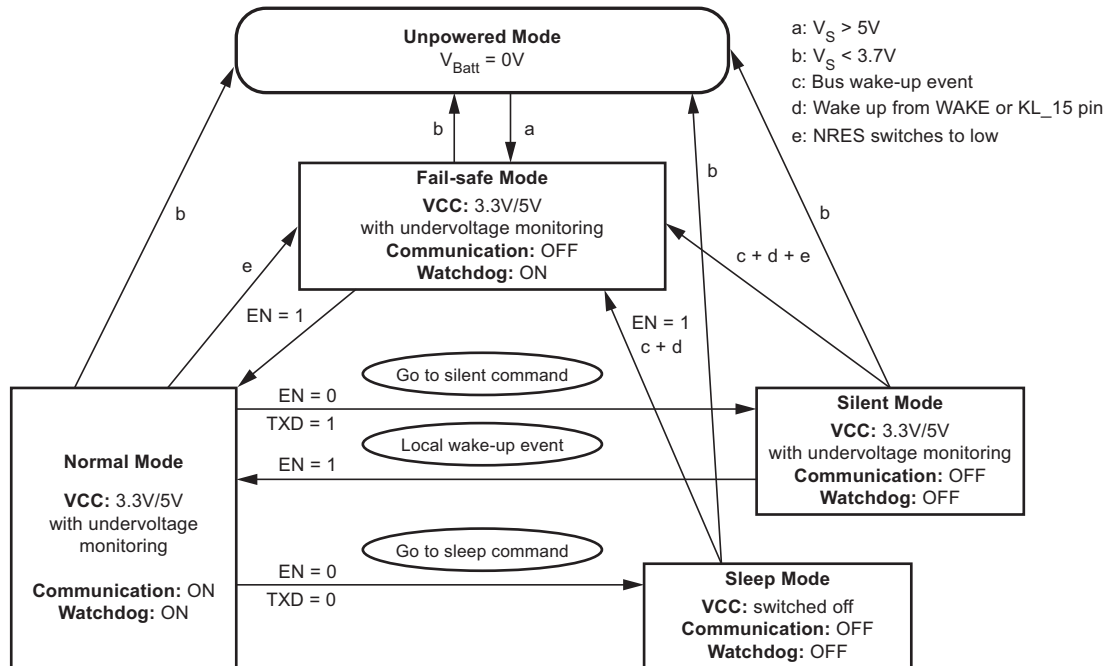 Unpowered Mode
V_Batt = 0V
a: V_S > 5V
b: V_S < 3.7V
c: Bus wake-up event
d: Wake up from WAKE or KL_15 pin
e: NRES switches to low
b
a
b
b
b
Fail-safe Mode
VCC: 3.3V/5V
with undervoltage monitoring
Communication: OFF
Watchdog: ON
e
c + d + e
EN = 1
EN = 1
c + d
Go to silent command
EN = 0
TXD = 1
Local wake-up event
EN = 1
Silent Mode
VCC: 3.3V/5V
with undervoltage monitoring
Communication: OFF
Watchdog: OFF
Normal Mode
VCC: 3.3V/5V
with undervoltage
monitoring
Communication: ON
Watchdog: ON
Go to sleep command
EN = 0
TXD = 0
Sleep Mode
VCC: switched off
Communication: OFF
Watchdog: OFF